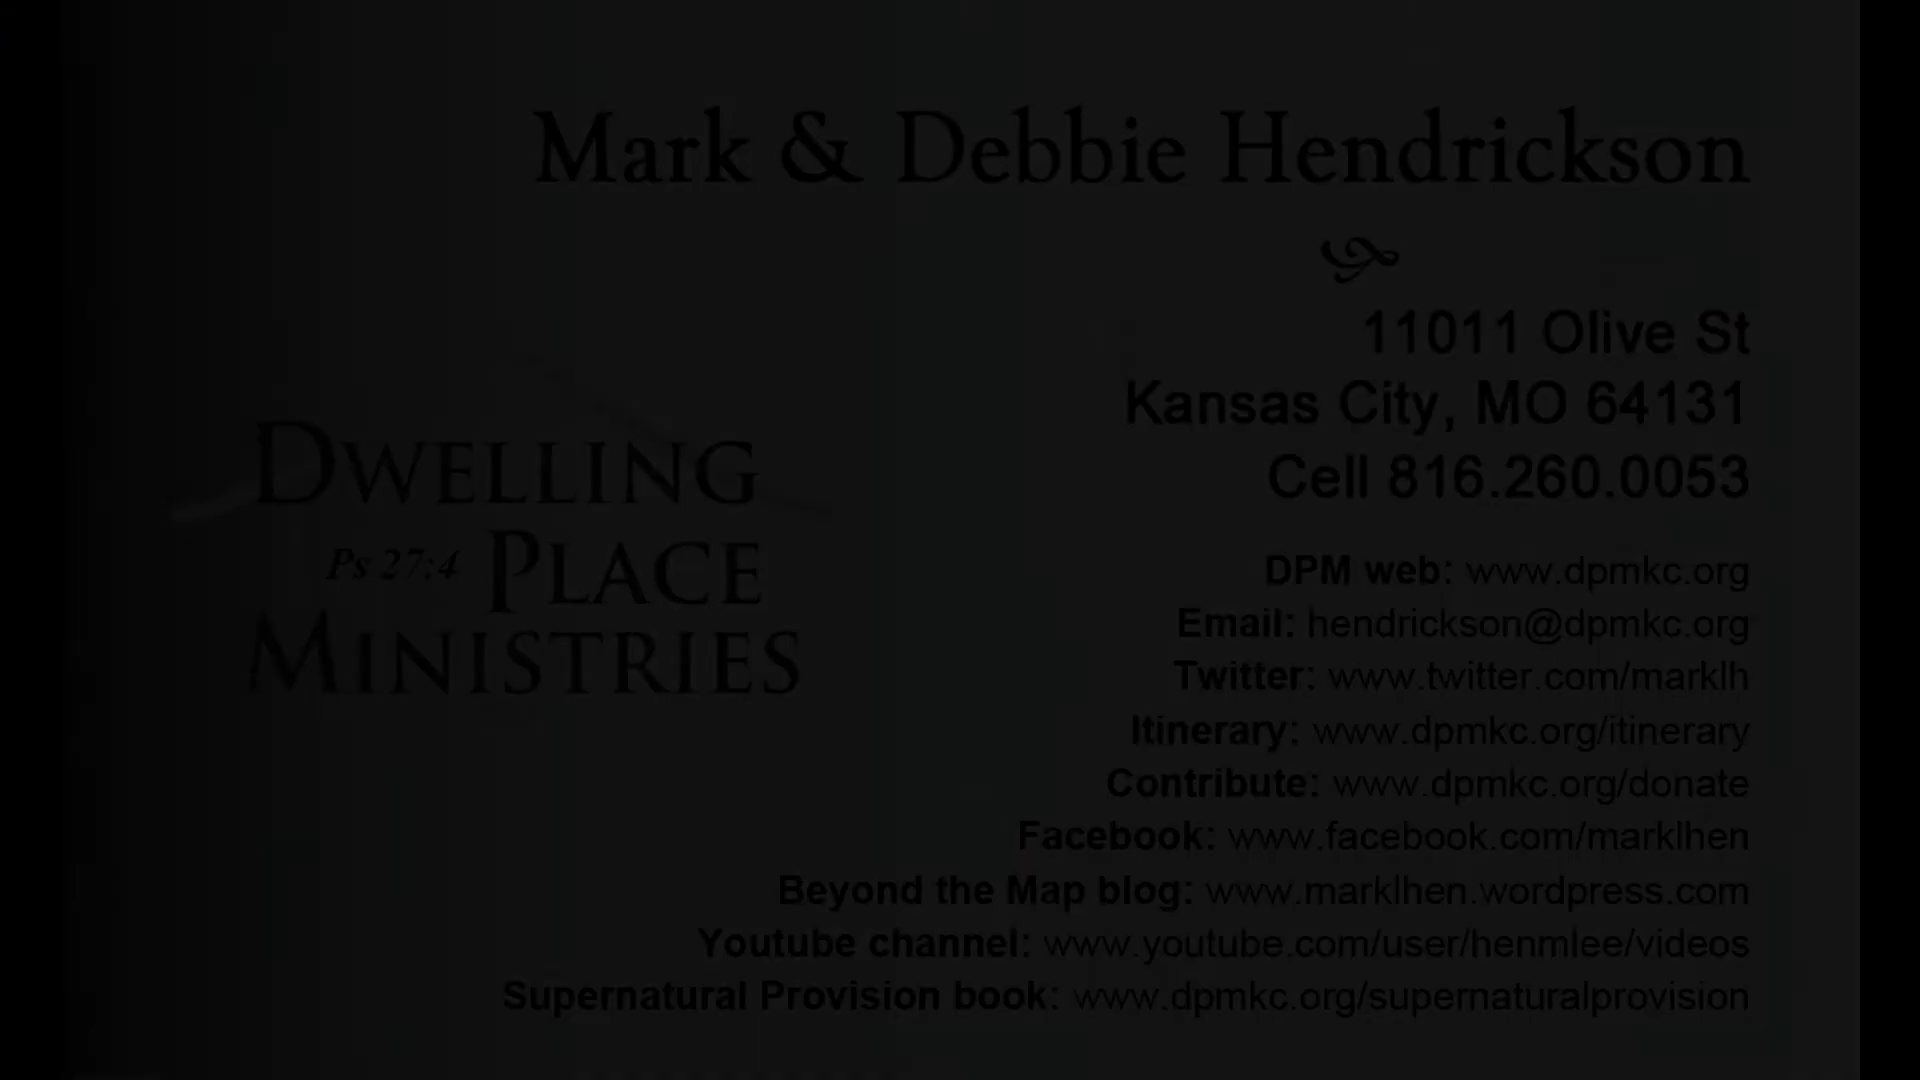 Mark & Debbie Hendrickson
11011 Olive St
Kansas City, MO 64131
Cell 816.260.0053
DWELLING
Ps 27:4 PLACE
MINISTRIES
DPM web: www.dpmkc.org
Email: hendrickson@dpmkc.org
Twitter: www.twitter.com/marklh
Itinerary: www.dpmkc.org/itinerary
Contribute: www.dpmkc.org/donate
Facebook: www.facebook.com/marklhen
Beyond the Map blog: www.marklhen.wordpress.com
Youtube channel: www.youtube.com/user/henmlee/videos
Supernatural Provision book: www.dpmkc.org/supernaturalprovision